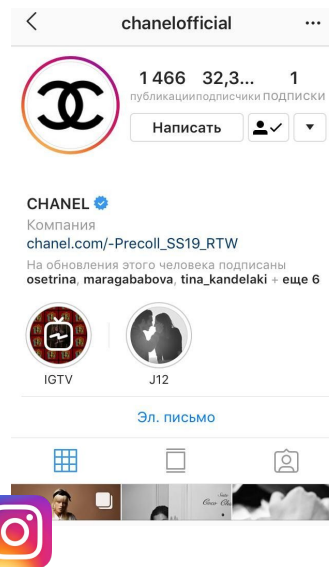 chanelofficial
1 466 32,3... 1
публикации подписчики подписки
Написать
CHANEL
Компания
chanel.com/-Precoll_SS19_RTW
На обновления этого человека подписаны
osetrina, maragababova, tina_kandelaki + еще 6
IGTV
J12
Эл. письмо